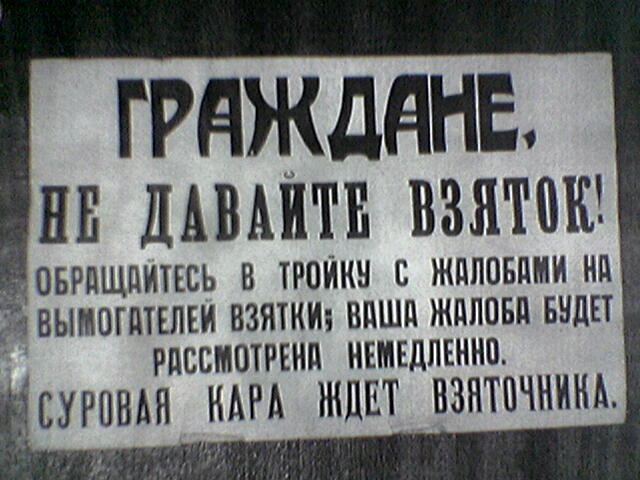 ГРАЖДАНЕ,
НЕ ДАВАЙТЕ ВЗЯТОК!
ОБРАЩАЙТЕСЬ В ТРОЙКУ С ЖАЛОБАМИ НА
ВЫМОГАТЕЛЕЙ ВЗЯТКИ; ВАША ЖАЛОБА БУДЕТ
РАССМОТРЕНА НЕМЕДЛЕННО.
СУРОВАЯ КАРА ЖДЕТ ВЗЯТОЧНИКА.